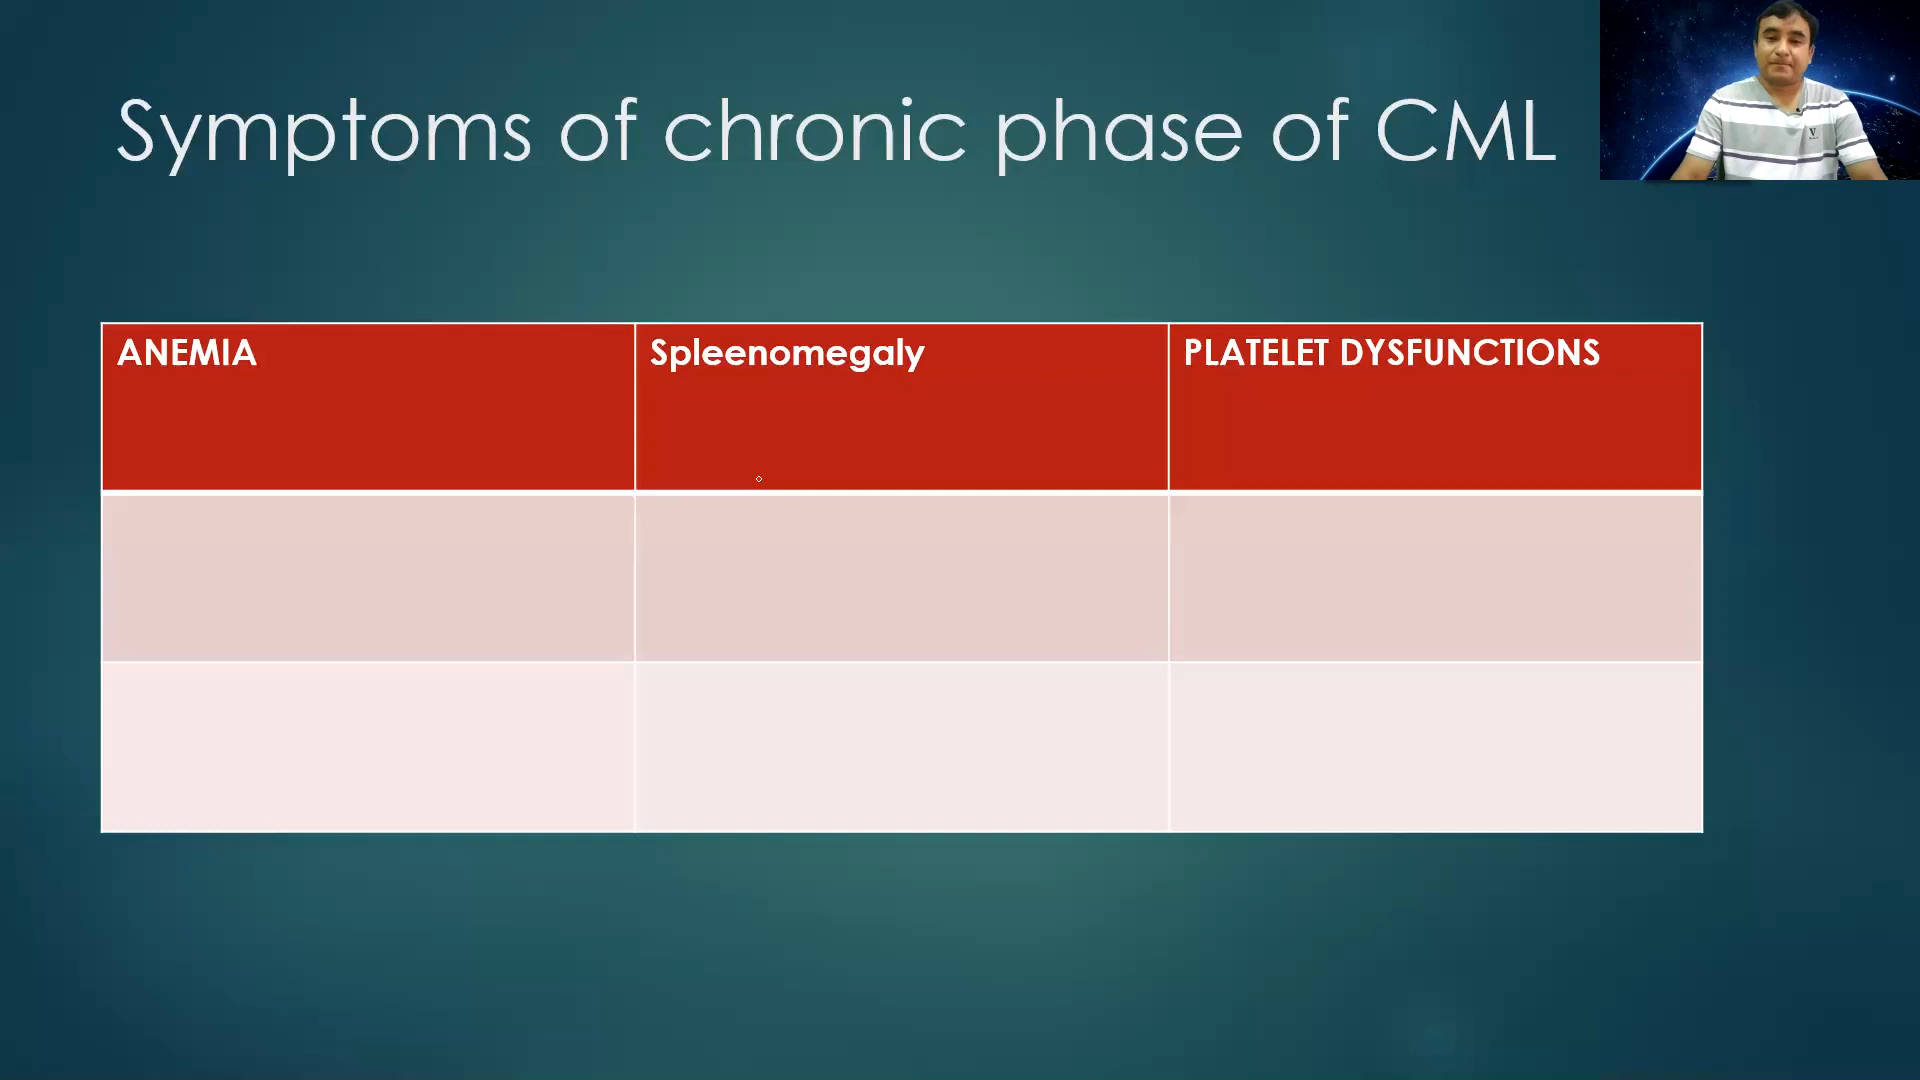 Symptoms of chronic phase of CML
ANEMIA
Spleenomegaly
PLATELET DYSFUNCTIONS
V